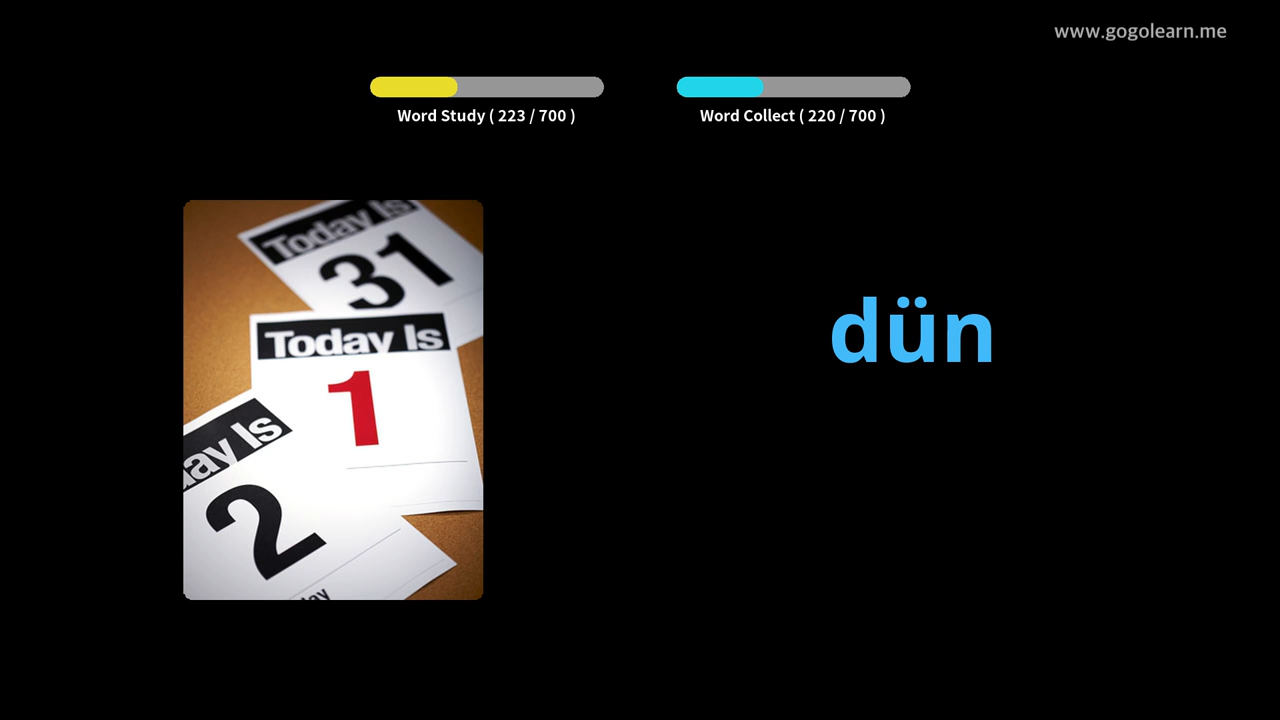 www.gogolearn.me
Word Study ( 223 / 700 )
Word Collect ( 220 / 700 )
Today Is
31
Today Is
1
dün
ay Is
2